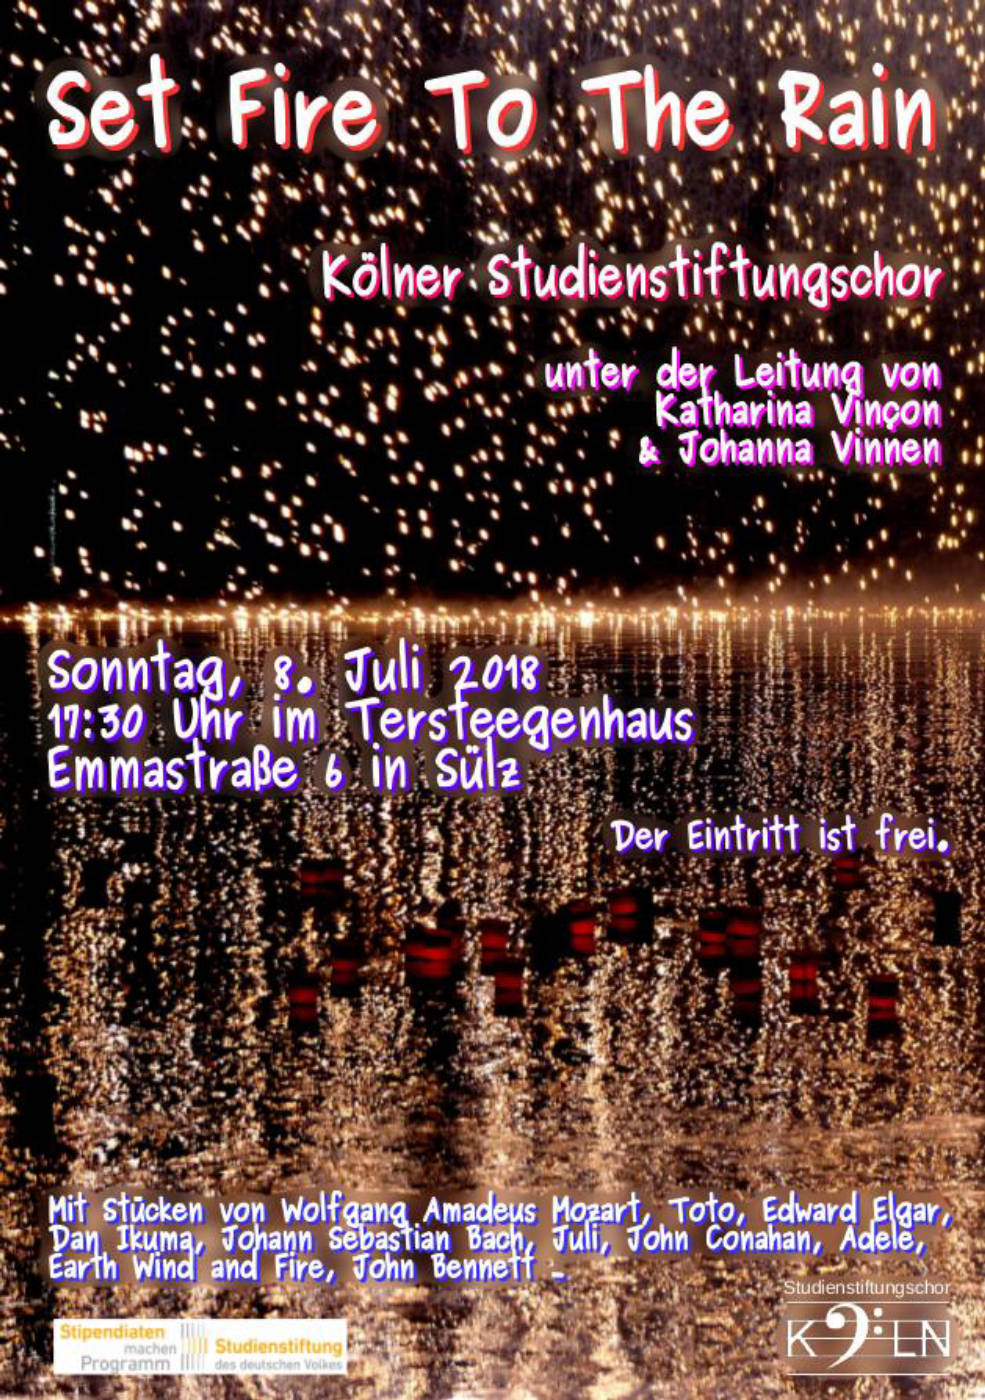 Set Fire To The Rain
Kölner Studienstiftungschor
unter der Leitung von
Katharina Vinçon
& Johanna Vinnen
Sonntag, 8. Juli 2018
17:30 Uhr im Tersteegenhaus
Emmastraße 6 in Sülz
Der Eintritt ist frei.
Mit Stücken von Wolfgang Amadeus Mozart, Toto, Edward Elgar,
Dan Ikuma, Johann Sebastian Bach, Juli, John Conahan, Adele,
Earth Wind and Fire, John Bennett …
Stipendiaten
machen
Programm
Studienstiftung
des deutschen Volkes
Studienstiftungschor
KÖLN